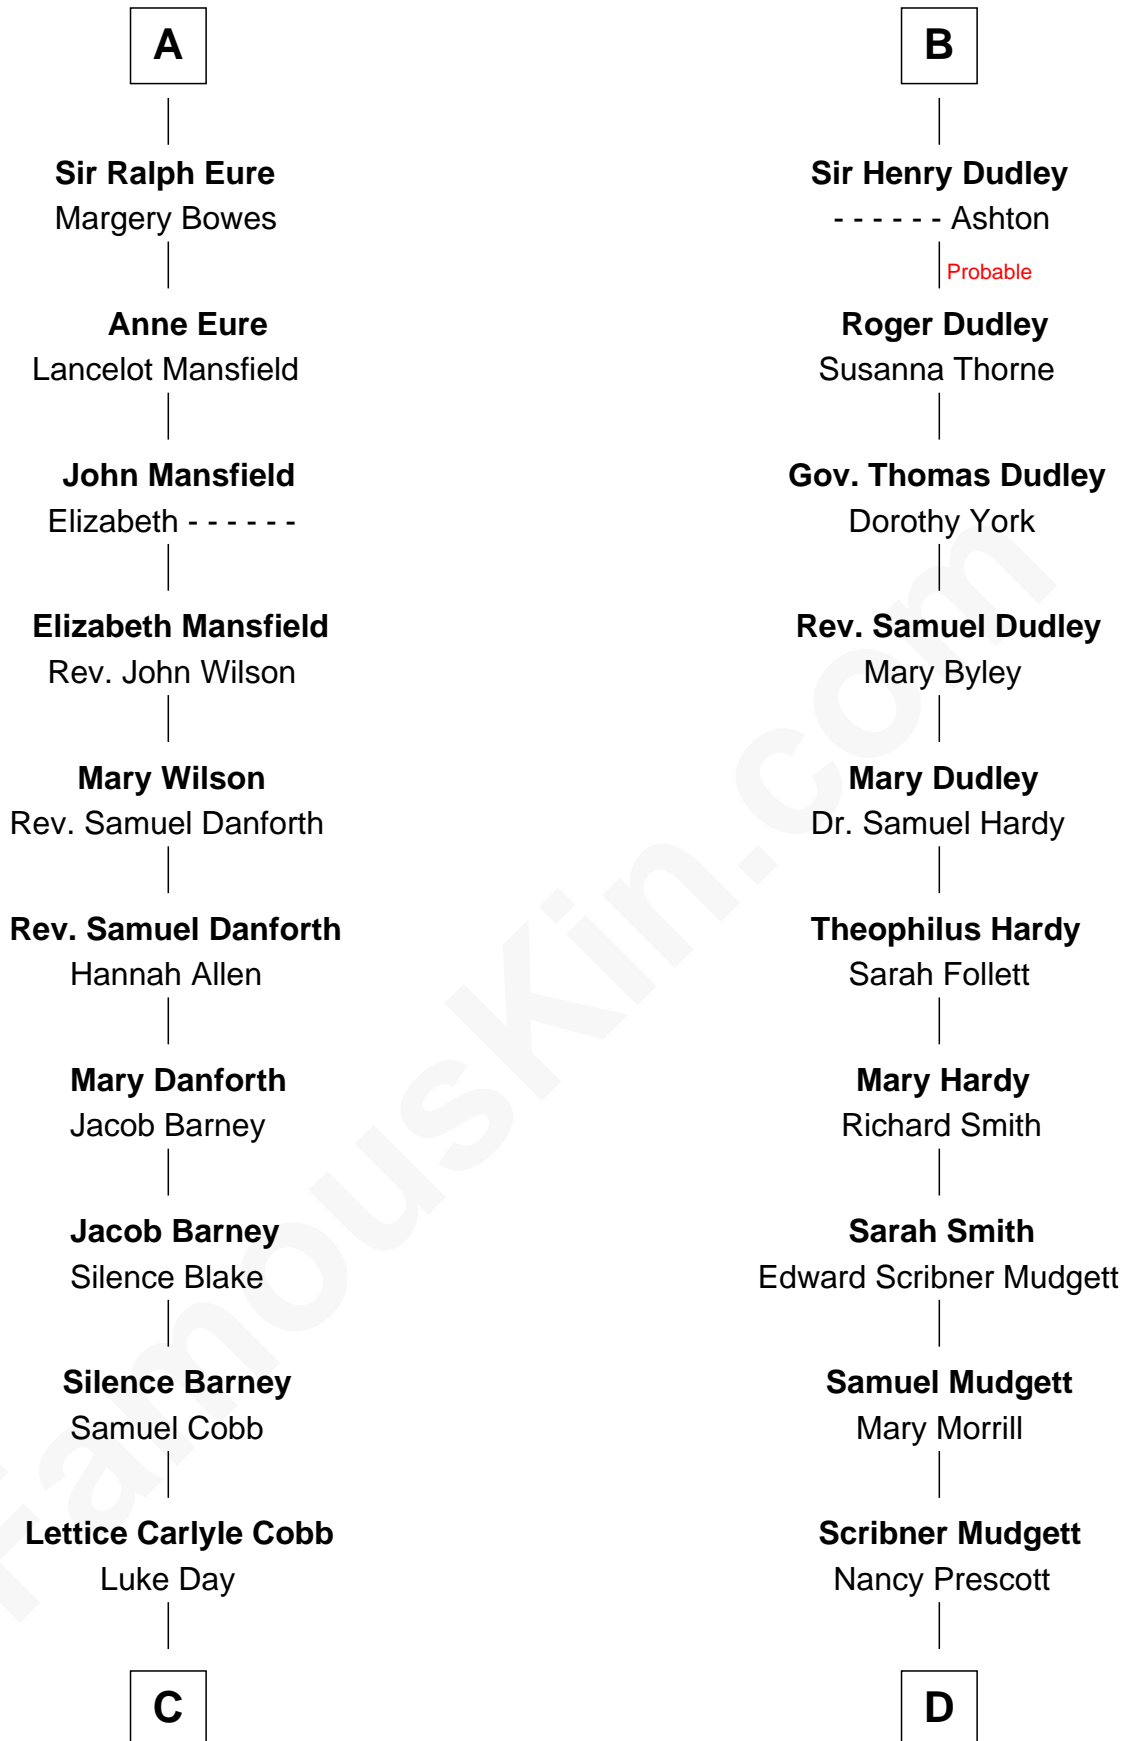 A
Sir Ralph Eure
Margery Bowes
Anne Eure
Lancelot Mansfield
John Mansfield
Elizabeth - - - - - -
Elizabeth Mansfield
Rev. John Wilson
Mary Wilson
Rev. Samuel Danforth
Rev. Samuel Danforth
Hannah Allen
Mary Danforth
Jacob Barney
Jacob Barney
Silence Blake
Silence Barney
Samuel Cobb
Lettice Carlyle Cobb
Luke Day
C
B
Sir Henry Dudley
- - - - - - Ashton
Probable
Roger Dudley
Susanna Thorne
Gov. Thomas Dudley
Dorothy York
Rev. Samuel Dudley
Mary Byley
Mary Dudley
Dr. Samuel Hardy
Theophilus Hardy
Sarah Follett
Mary Hardy
Richard Smith
Sarah Smith
Edward Scribner Mudgett
Samuel Mudgett
Mary Morrill
Scribner Mudgett
Nancy Prescott
D
FamousKin.com